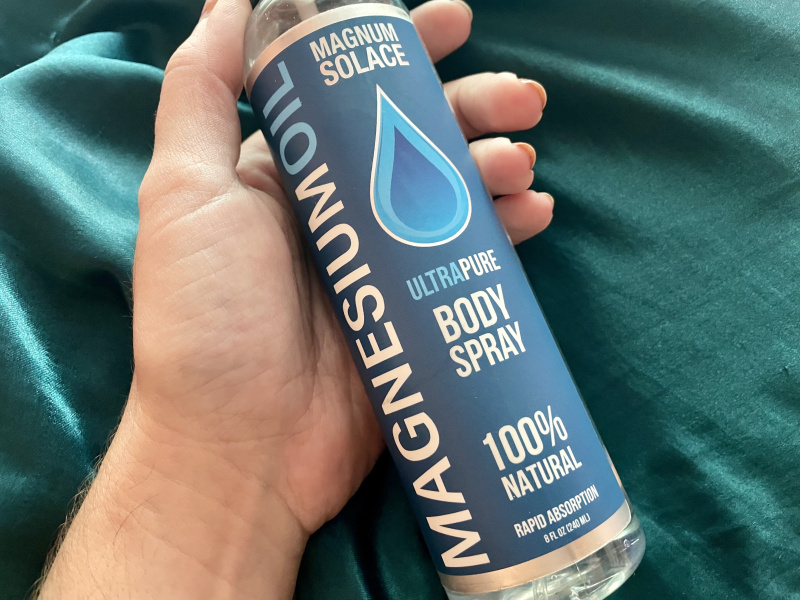 MAGNUM
SOLACE
MAGNESIUMOIL
ULTRAPURE
BODY
SPRAY
100%
NATURAL
RAPID ABSORPTION
8 FL OZ (240 ML)